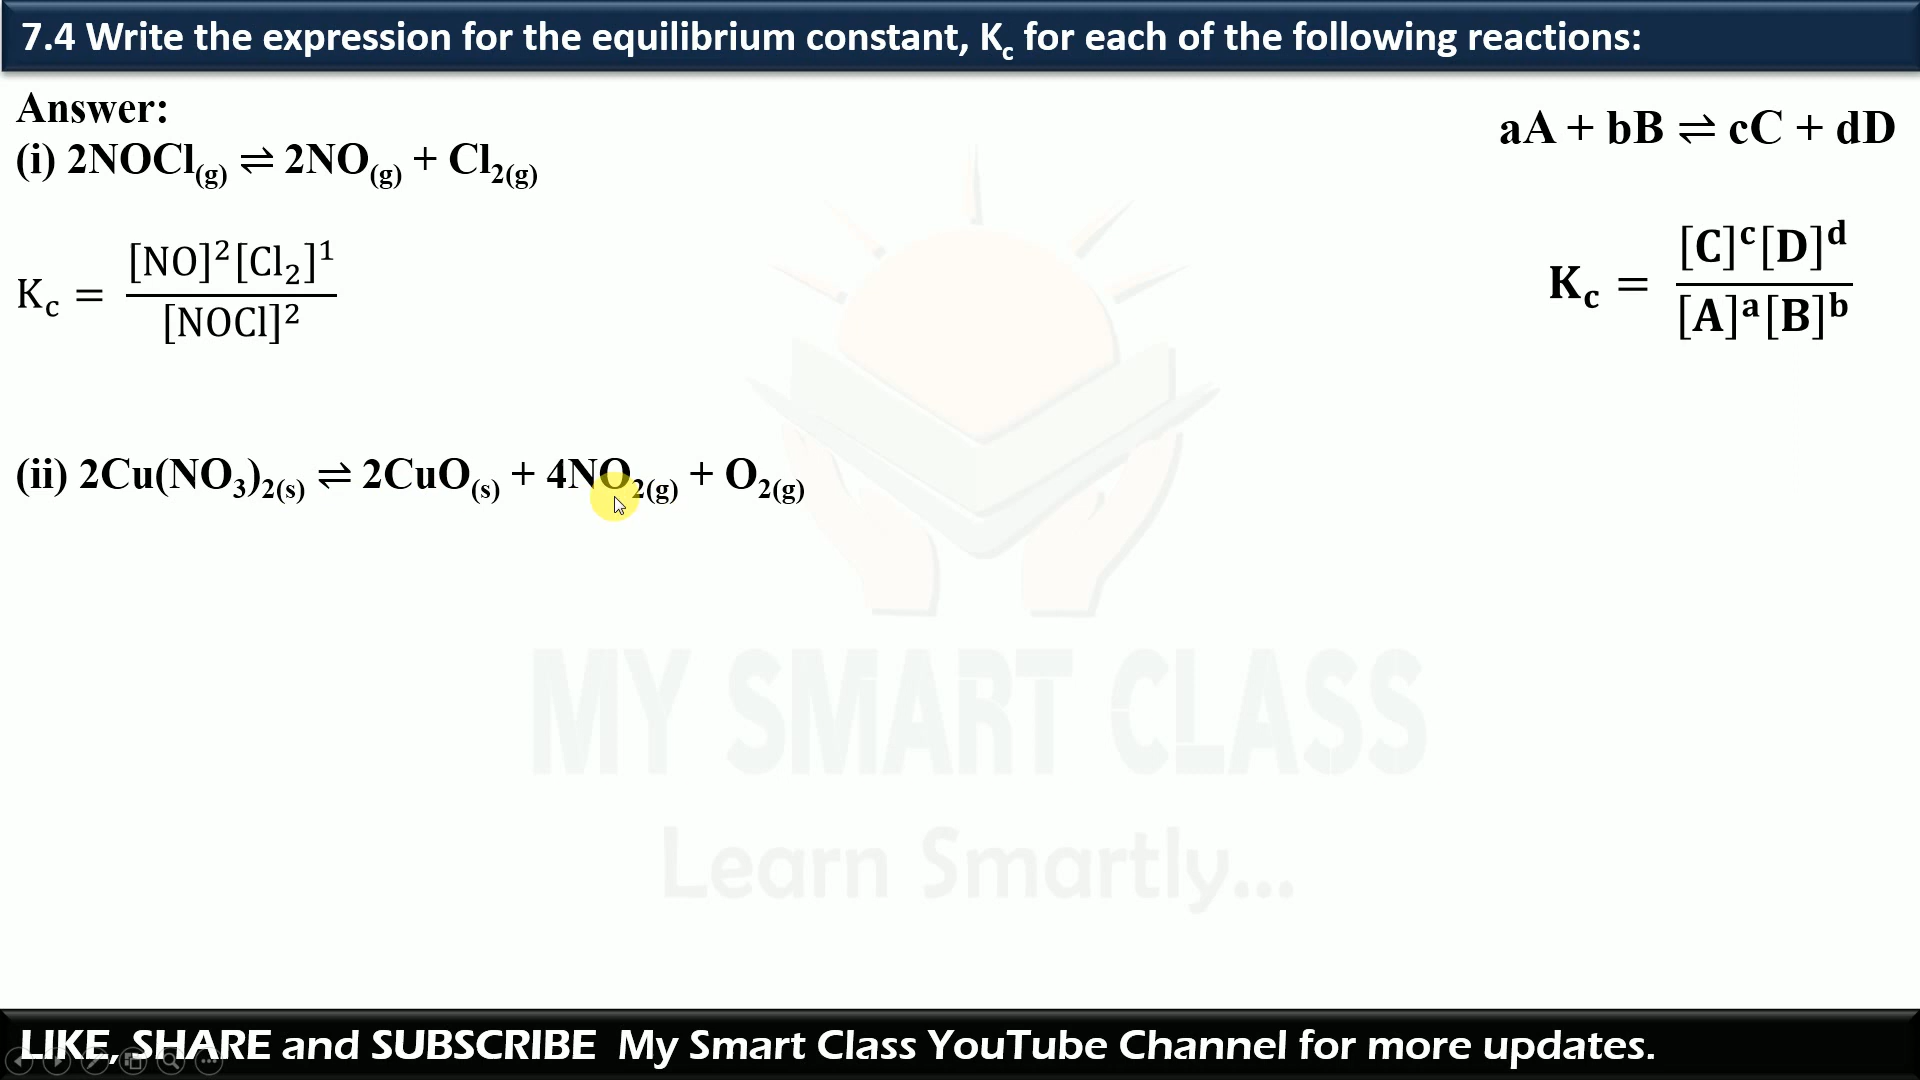 7.4 Write the expression for the equilibrium constant, Kc for each of the following reactions:
Answer:
(i) 2NOCl(g) ⇌ 2NO(g) + Cl2(g)
aA + bB ⇌ cC + dD
Kc = [NO]²[Cl₂]¹ / [NOCl]²
Kc = [C]ᶜ[D]ᵈ / [A]ᵃ[B]ᵇ
(ii) 2Cu(NO3)2(s) ⇌ 2CuO(s) + 4NO2(g) + O2(g)
MY SMART CLASS
Learn Smartly...
LIKE, SHARE and SUBSCRIBE My Smart Class YouTube Channel for more updates.